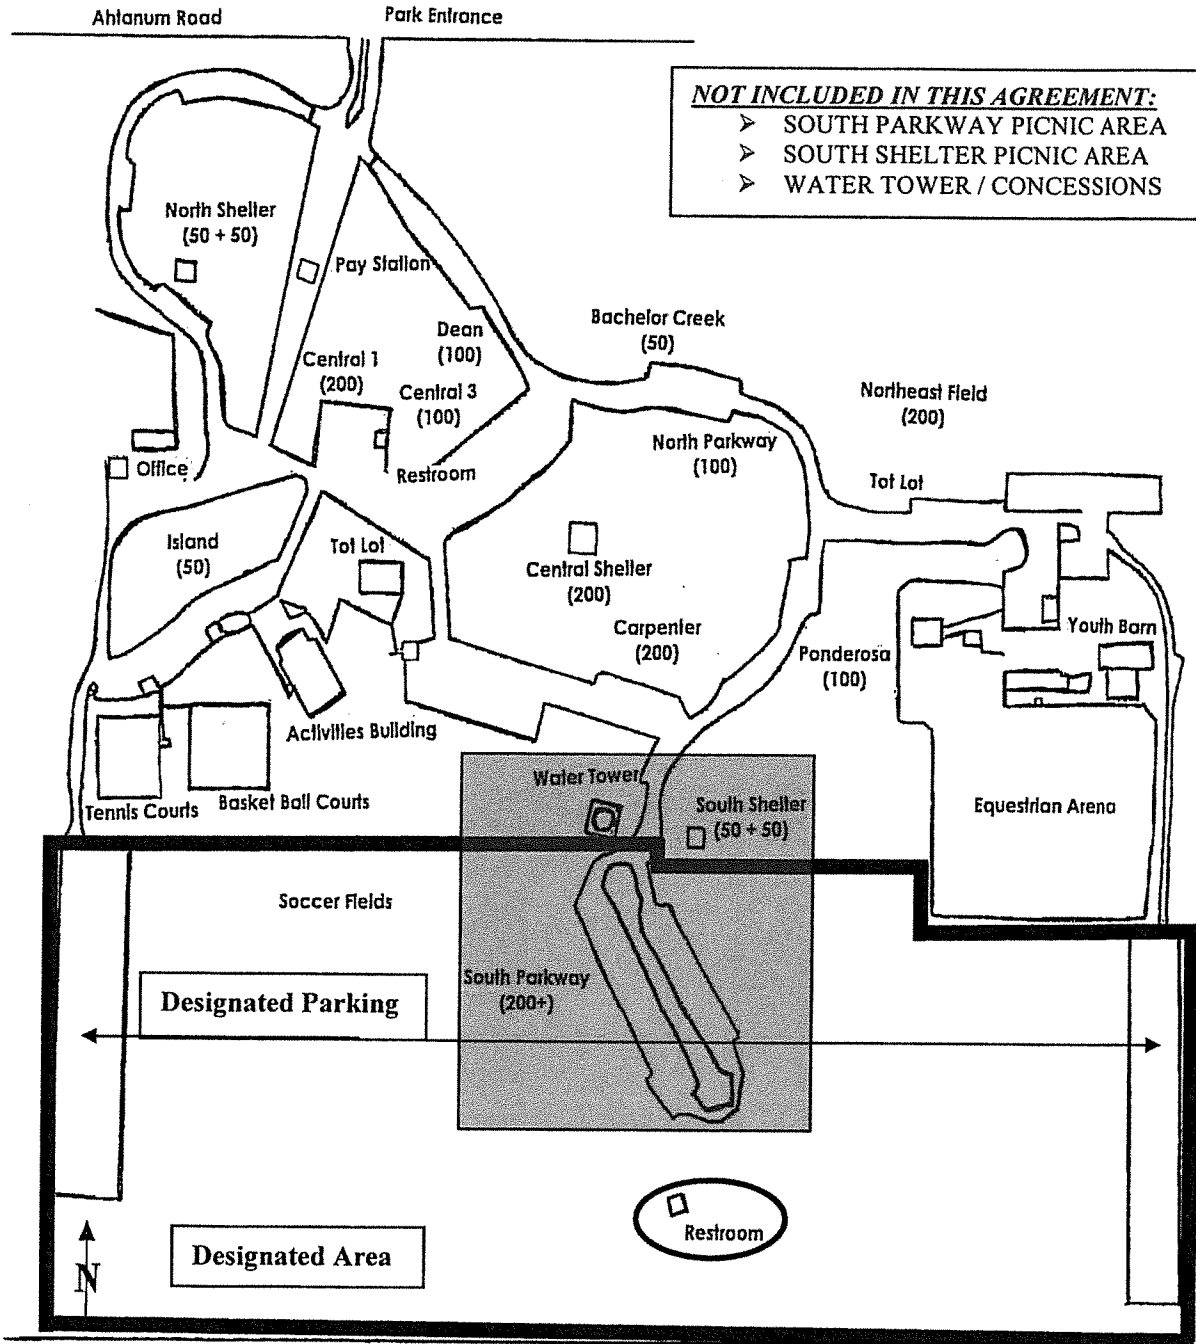 Ahtanum Road
Park Entrance
NOT INCLUDED IN THIS AGREEMENT:
➢ SOUTH PARKWAY PICNIC AREA
➢ SOUTH SHELTER PICNIC AREA
➢ WATER TOWER / CONCESSIONS
North Shelter
(50 + 50)
Pay Station
Dean
(100)
Bachelor Creek
(50)
Central 1
(200)
Central 3
(100)
Northeast Field
(200)
North Parkway
(100)
Office
Restroom
Tot Lot
Island
(50)
Tot Lot
Central Shelter
(200)
Carpenter
(200)
Ponderosa
(100)
Youth Barn
Activities Building
Tennis Courts
Basket Ball Courts
Water Tower
South Shelter
(50 + 50)
Equestrian Arena
Soccer Fields
South Parkway
(200+)
Designated Parking
Restroom
Designated Area
N